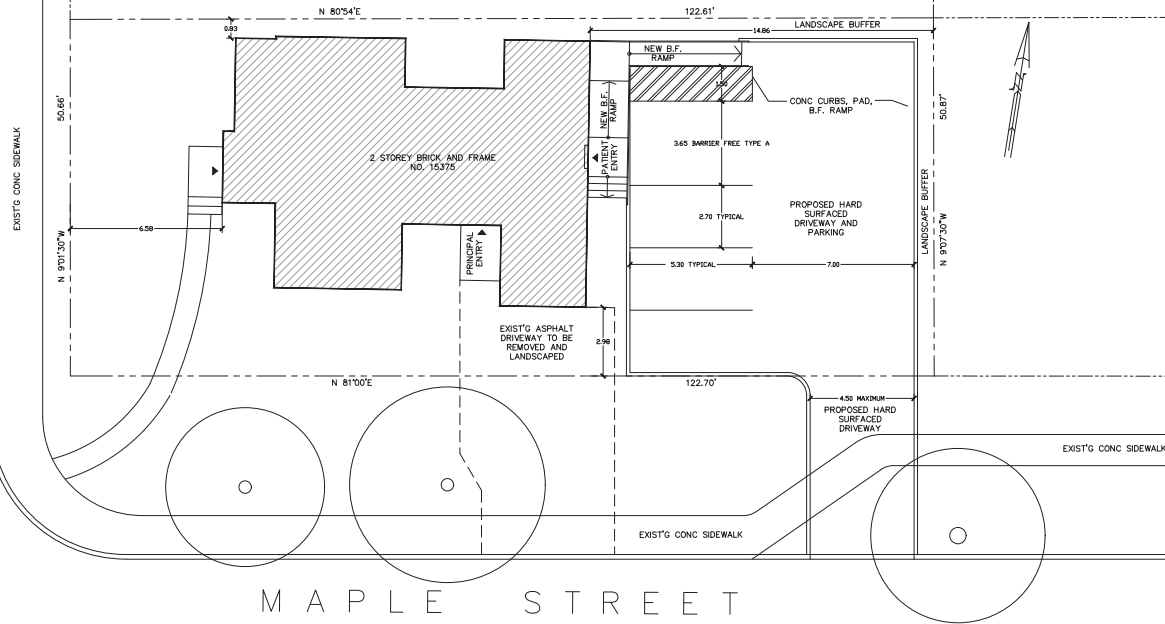 N 80°54'E
122.61'
LANDSCAPE BUFFER
0.83
14.86
NEW B.F.
RAMP
1.50
CONC CURBS, PAD,
B.F. RAMP
50.66'
50.87'
NEW B.F.
RAMP
EXIST'G CONC SIDEWALK
3.65 BARRIER FREE TYPE A
2 STOREY BRICK AND FRAME
NO. 15375
PATIENT
ENTRY
LANDSCAPE BUFFER
PROPOSED HARD
SURFACED
DRIVEWAY AND
PARKING
2.70 TYPICAL
6.58
N 9°01'30"W
PRINCIPAL
ENTRY
N 9°07'30"W
5.30 TYPICAL
7.00
EXIST'G ASPHALT
DRIVEWAY TO BE
REMOVED AND
LANDSCAPED
2.98
N 81°00'E
122.70'
4.50 MAXIMUM
PROPOSED HARD
SURFACED
DRIVEWAY
EXIST'G CONC SIDEWALK
EXIST'G CONC SIDEWALK
MAPLE STREET